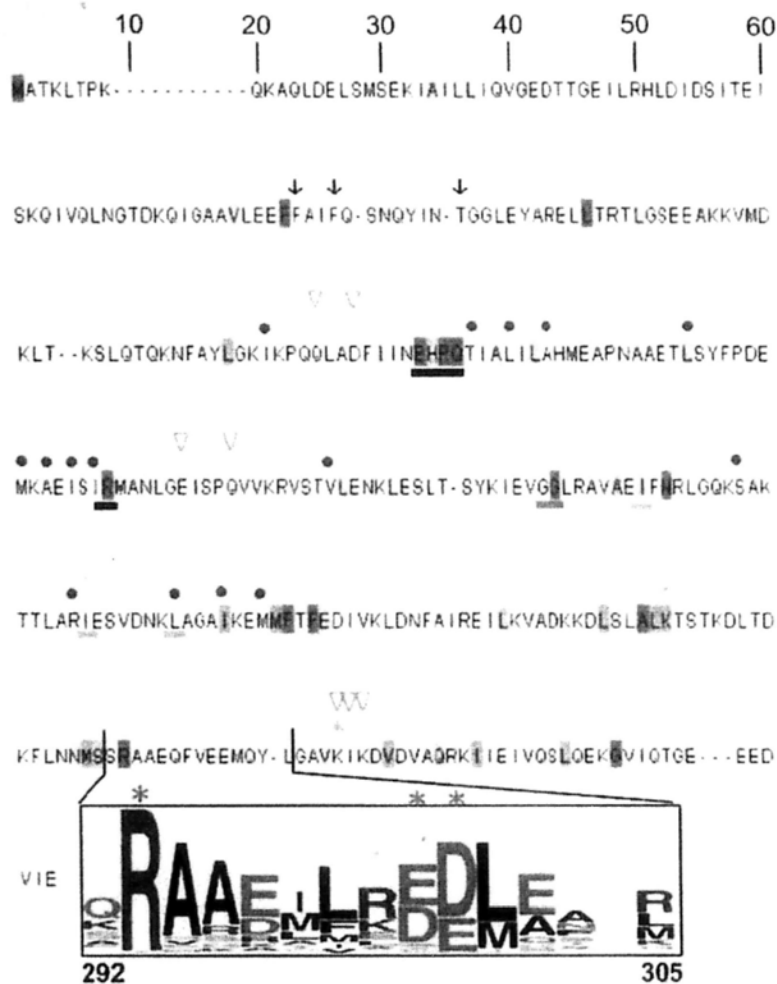 10 20 30 40 50 60
MATKLTPK-----------QKAQLDELSMSEKIAILLIQVGEDTTGEILRHLDIDSITEI
SKQIVQLNGTDKQIGAAVLEEFFAIFQ-SNQYIN-TGGLEYARELLTRTLGSEEAKKVMD
KLT--KSLQTQKNFAYLGKIKPQQLADFIINEHPQTIALILAHMEAPNAAETLSYFPDE
MKAEISIRMANLGEISPQVVKRVSTVLENKLESLT-SYKIEVGGLRAVAEIFNRLGQKSAK
TTLARIESVDNKLAGAIKEMMFTFEDIVKLDNFAIREILKVADKKDLSLALKTSTKDLTD
KFLNNMSSRAAEQFVEEMQY-LGAVKIKDVDVAQRKIIEIVQSLQEKGVIQTGE---EED
* * *
VIE
292 305